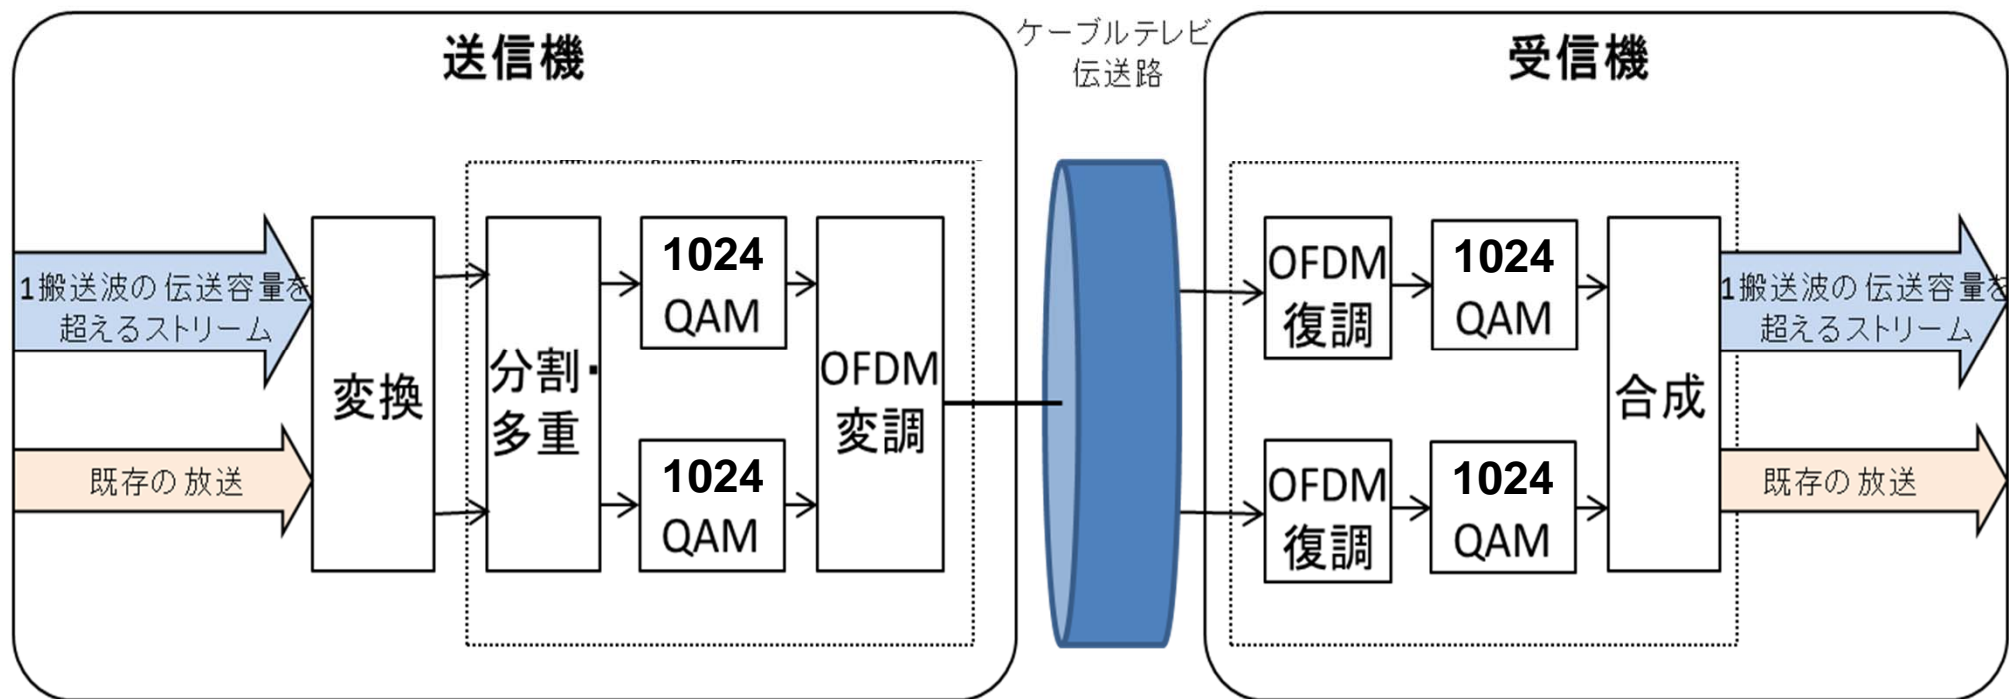 送信機
ケーブルテレビ
伝送路
受信機
1搬送波の伝送容量を
超えるストリーム
既存の放送
変換
分割・
多重
1024
QAM
1024
QAM
OFDM
変調
OFDM
復調
OFDM
復調
1024
QAM
1024
QAM
合成
1搬送波の伝送容量を
超えるストリーム
既存の放送